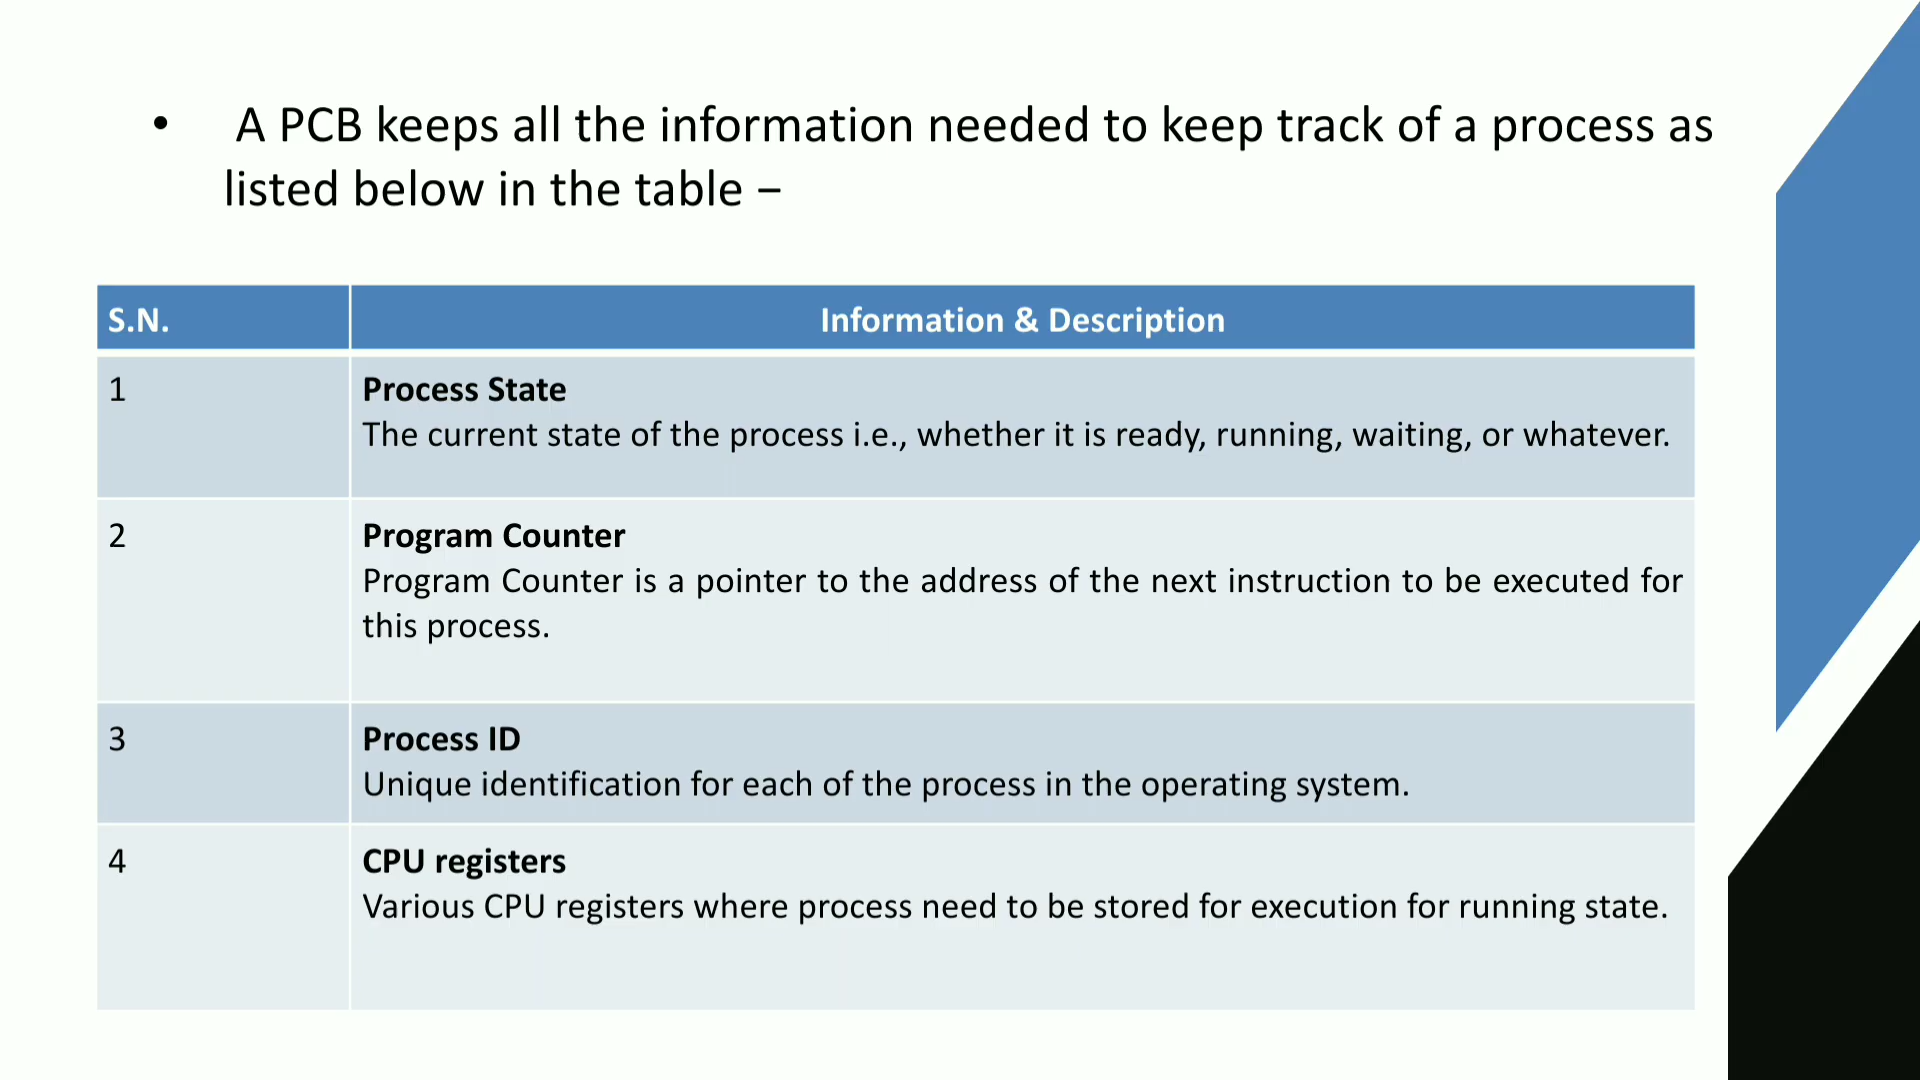 • A PCB keeps all the information needed to keep track of a process as
listed below in the table –
S.N. Information & Description
1 Process State
The current state of the process i.e., whether it is ready, running, waiting, or whatever.
2 Program Counter
Program Counter is a pointer to the address of the next instruction to be executed for
this process.
3 Process ID
Unique identification for each of the process in the operating system.
4 CPU registers
Various CPU registers where process need to be stored for execution for running state.